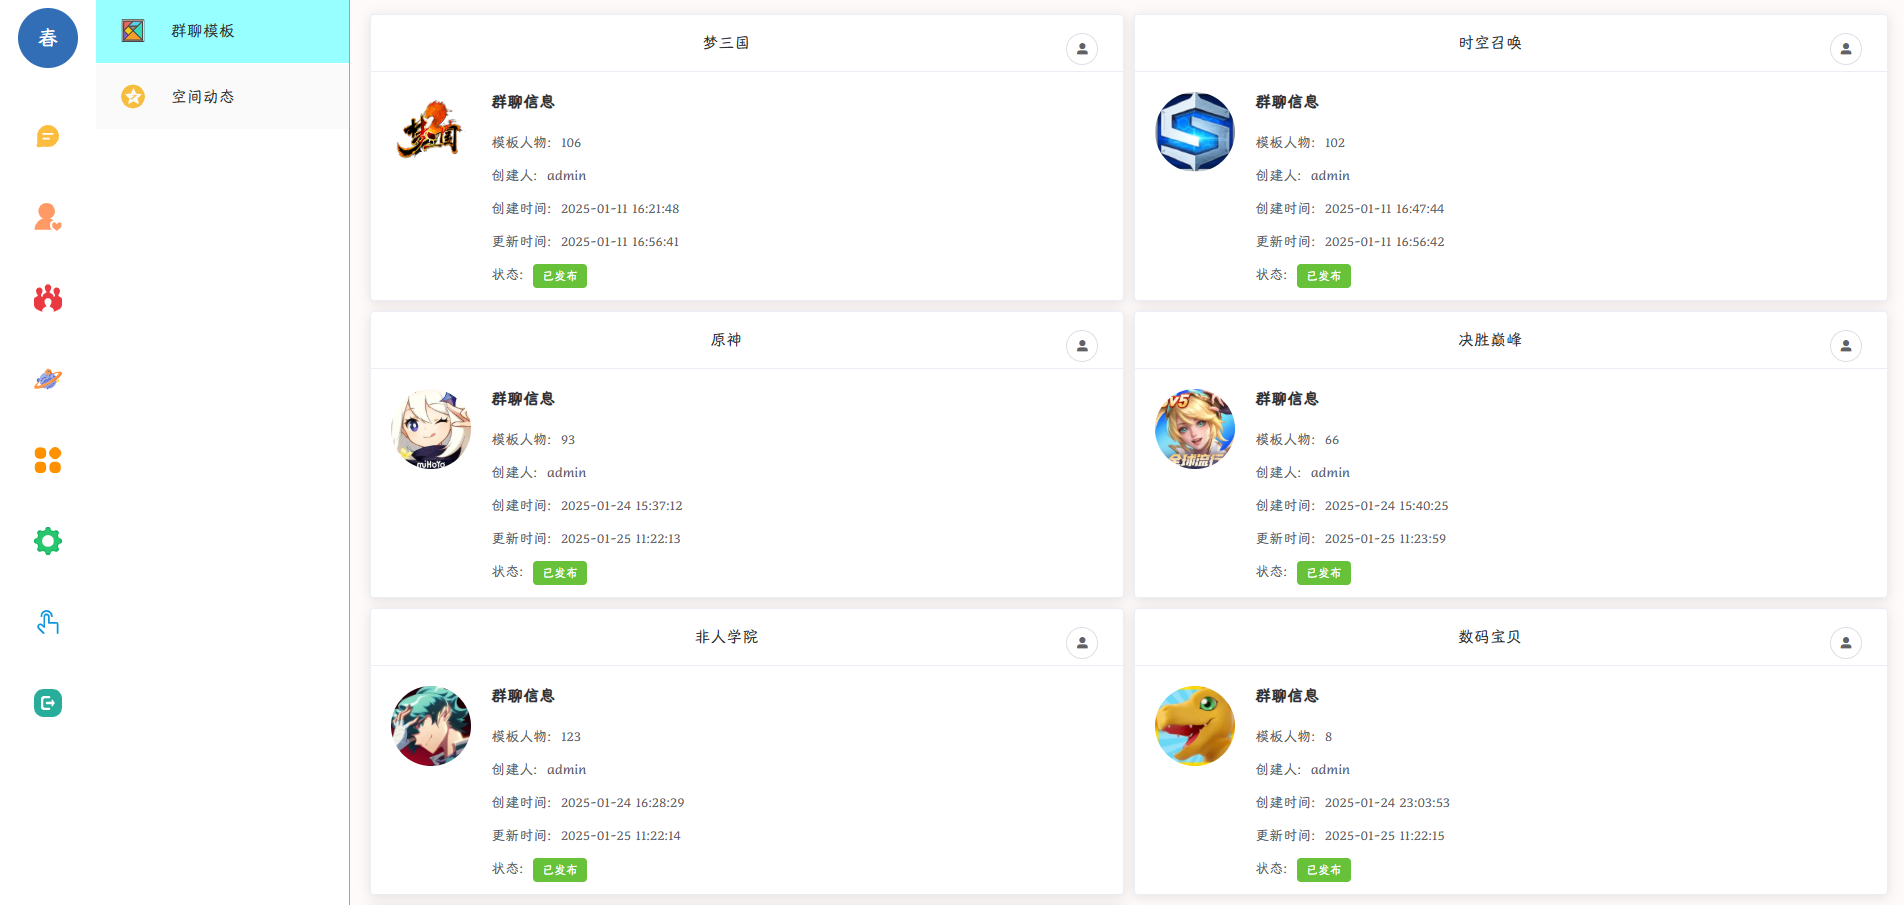 春
群聊模板
空间动态
梦三国
梦三国
群聊信息
模板人物： 106
创建人： admin
创建时间： 2025-01-11 16:21:48
更新时间： 2025-01-11 16:56:41
状态： 已发布
时空召唤
群聊信息
模板人物： 102
创建人： admin
创建时间： 2025-01-11 16:47:44
更新时间： 2025-01-11 16:56:42
状态： 已发布
原神
miHoYo
群聊信息
模板人物： 93
创建人： admin
创建时间： 2025-01-24 15:37:12
更新时间： 2025-01-25 11:22:13
状态： 已发布
决胜巅峰
5v5
全球流行
群聊信息
模板人物： 66
创建人： admin
创建时间： 2025-01-24 15:40:25
更新时间： 2025-01-25 11:23:59
状态： 已发布
非人学院
群聊信息
模板人物： 123
创建人： admin
创建时间： 2025-01-24 16:28:29
更新时间： 2025-01-25 11:22:14
状态： 已发布
数码宝贝
群聊信息
模板人物： 8
创建人： admin
创建时间： 2025-01-24 23:03:53
更新时间： 2025-01-25 11:22:15
状态： 已发布